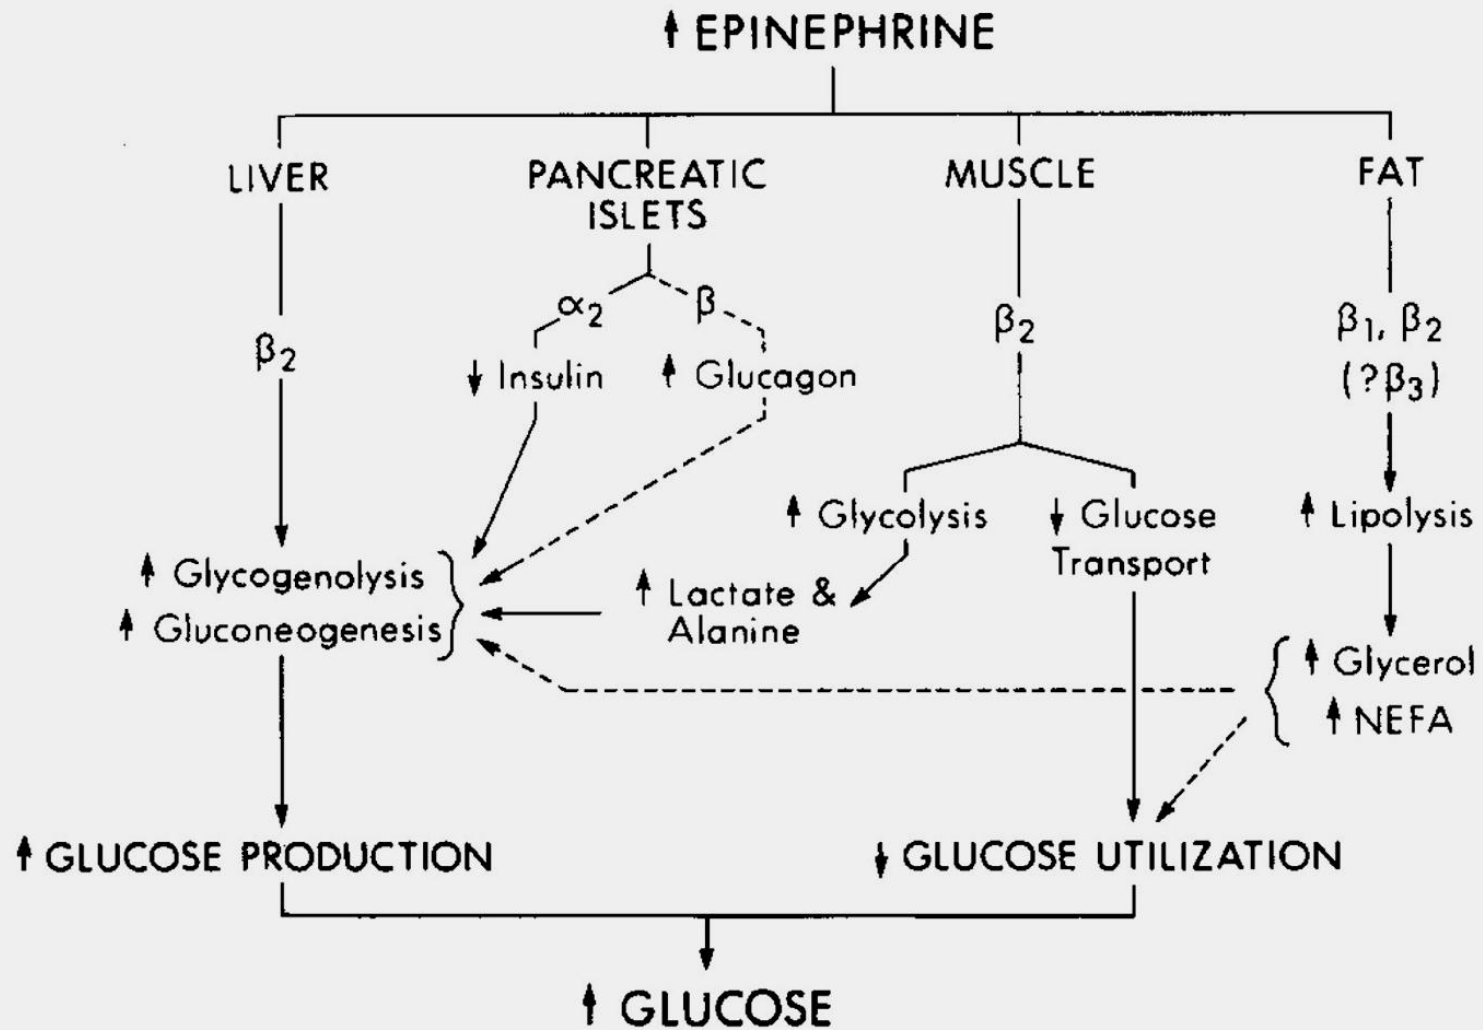 ↑ EPINEPHRINE
LIVER
PANCREATIC
ISLETS
MUSCLE
FAT
α2
β
β2
↓ Insulin
↑ Glucagon
β2
β1, β2
(?β3)
↑ Glycolysis
↓ Glucose
Transport
↑ Lipolysis
↑ Glycogenolysis
↑ Gluconeogenesis
↑ Lactate &
Alanine
↑ Glycerol
↑ NEFA
↑ GLUCOSE PRODUCTION
↓ GLUCOSE UTILIZATION
↑ GLUCOSE